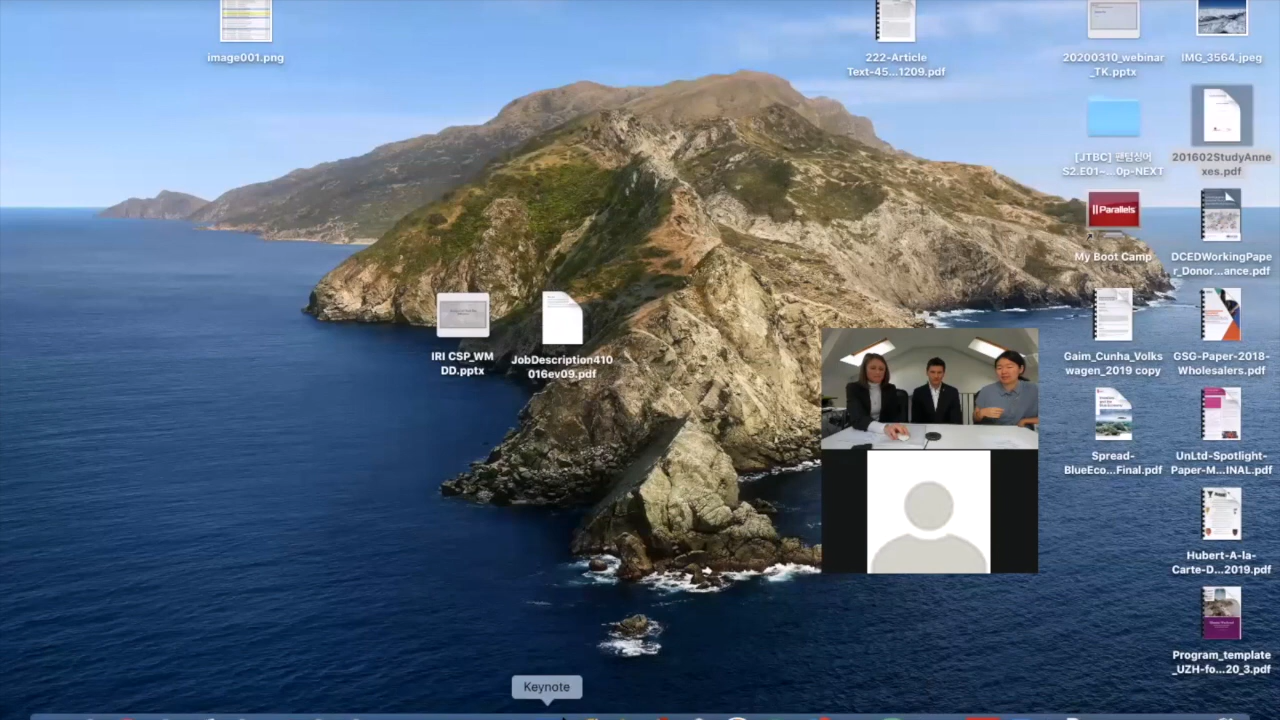 image001.png
222-Article
Text-45...1209.pdf
20200310_webinar
_TK.pptx
IMG_3564.jpeg
[JTBC] 팬텀싱어
S2.E01~...0p-NEXT
201602StudyAnne
xes.pdf
Parallels
My Boot Camp
DCEDWorkingPape
r_Donor...ance.pdf
IRI CSP_WM
DD.pptx
JobDescription410
016ev09.pdf
Gaim_Cunha_Volks
wagen_2019 copy
GSG-Paper-2018-
Wholesalers.pdf
Spread-
BlueEco...Final.pdf
UnLtd-Spotlight-
Paper-M...INAL.pdf
Hubert-A-la-
Carte-D...2019.pdf
Program_template
_UZH-fo...20_3.pdf
Keynote